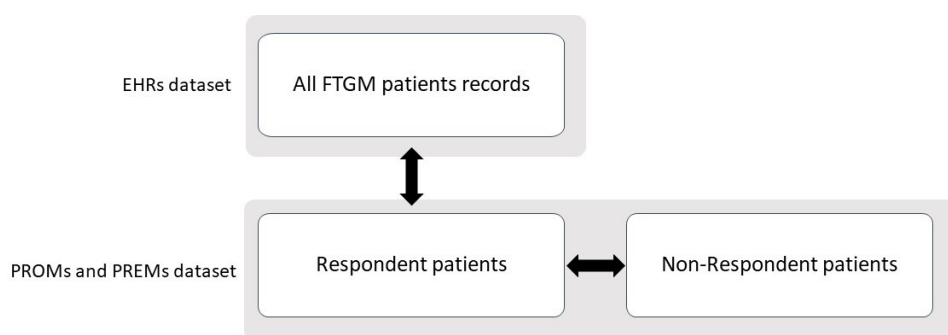 EHRs dataset
All FTGM patients records
PROMs and PREMs dataset
Respondent patients
Non-Respondent patients